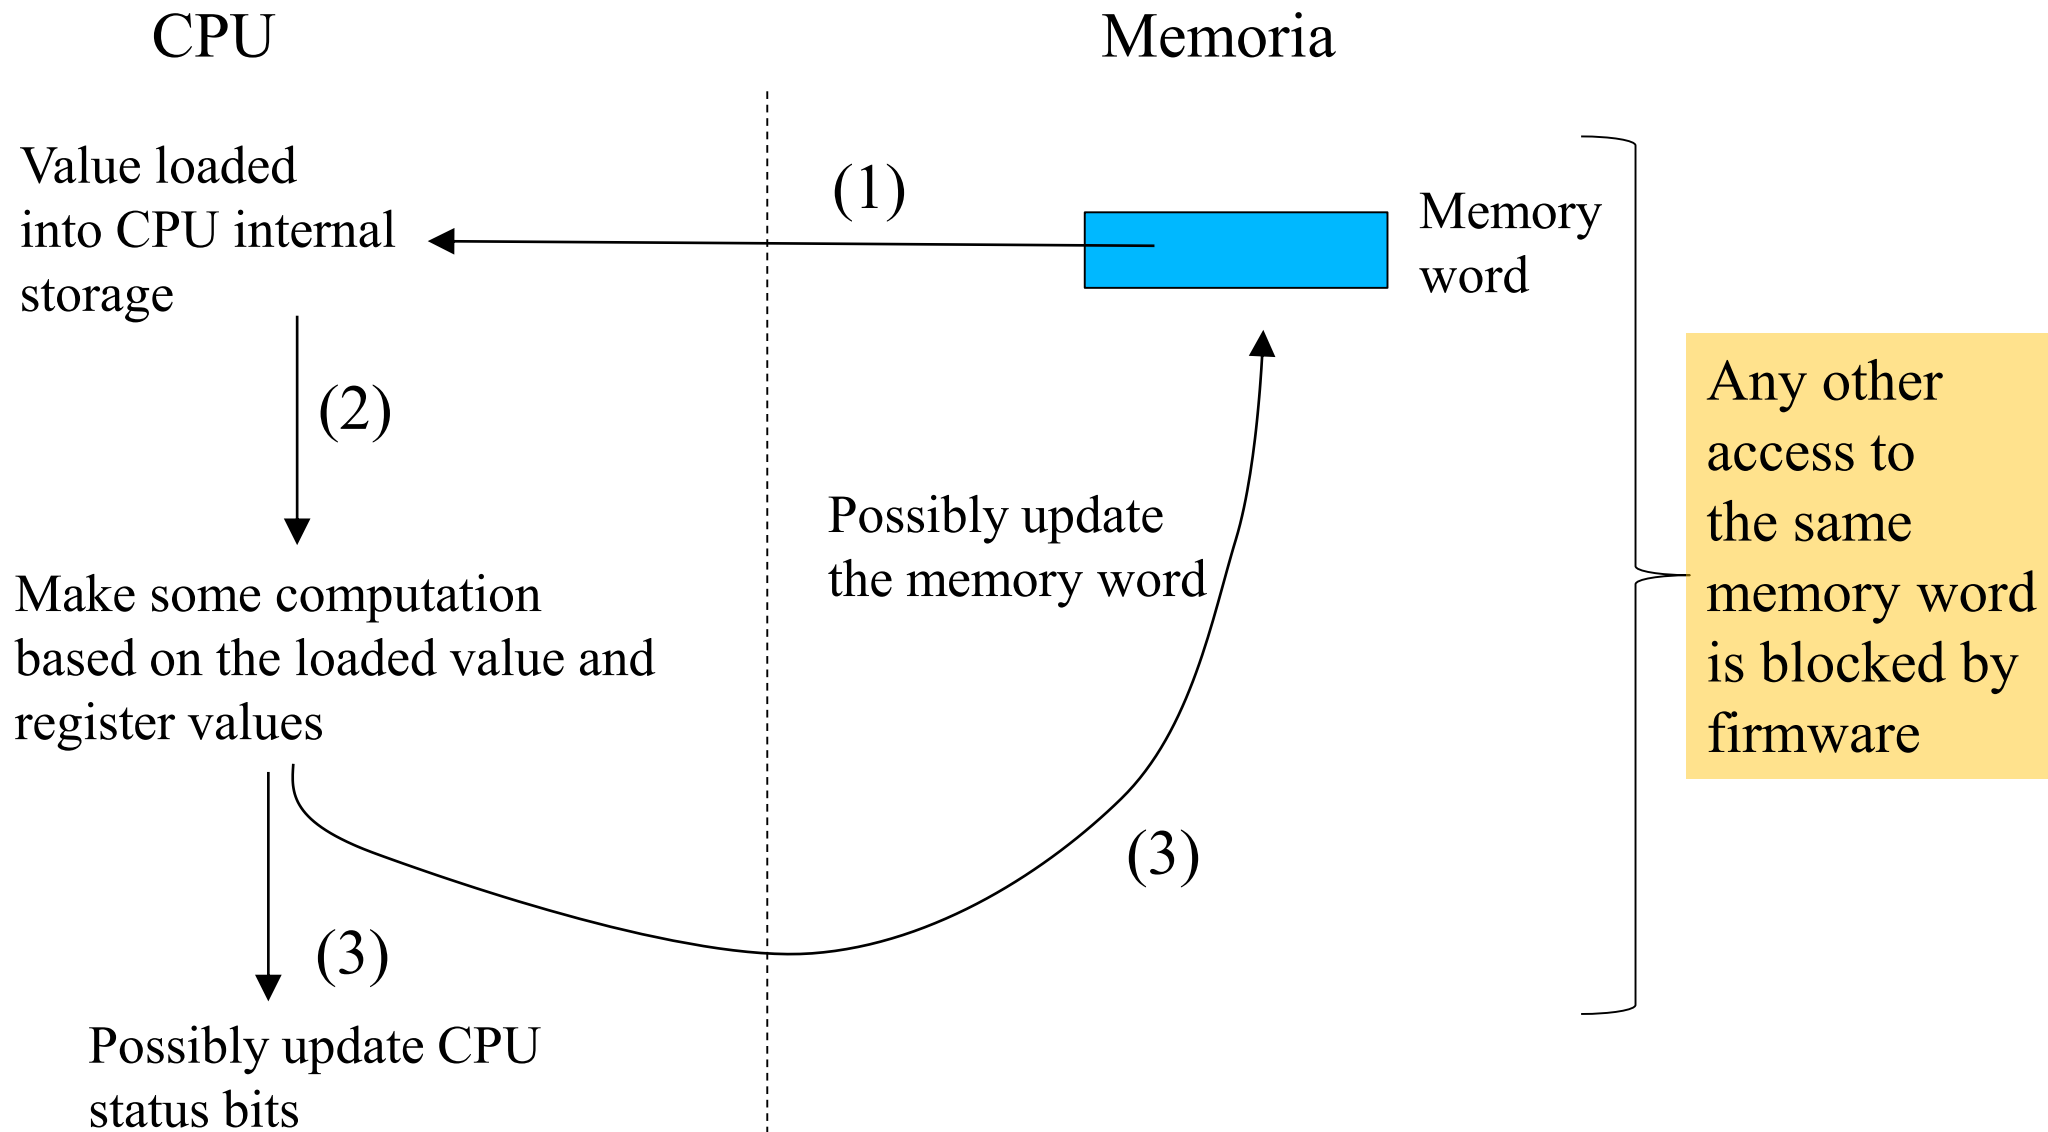 CPU
Memoria
Value loaded
into CPU internal
storage
(1)
Memory
word
(2)
Any other
access to
the same
memory word
is blocked by
firmware
Possibly update
the memory word
Make some computation
based on the loaded value and
register values
(3)
(3)
Possibly update CPU
status bits